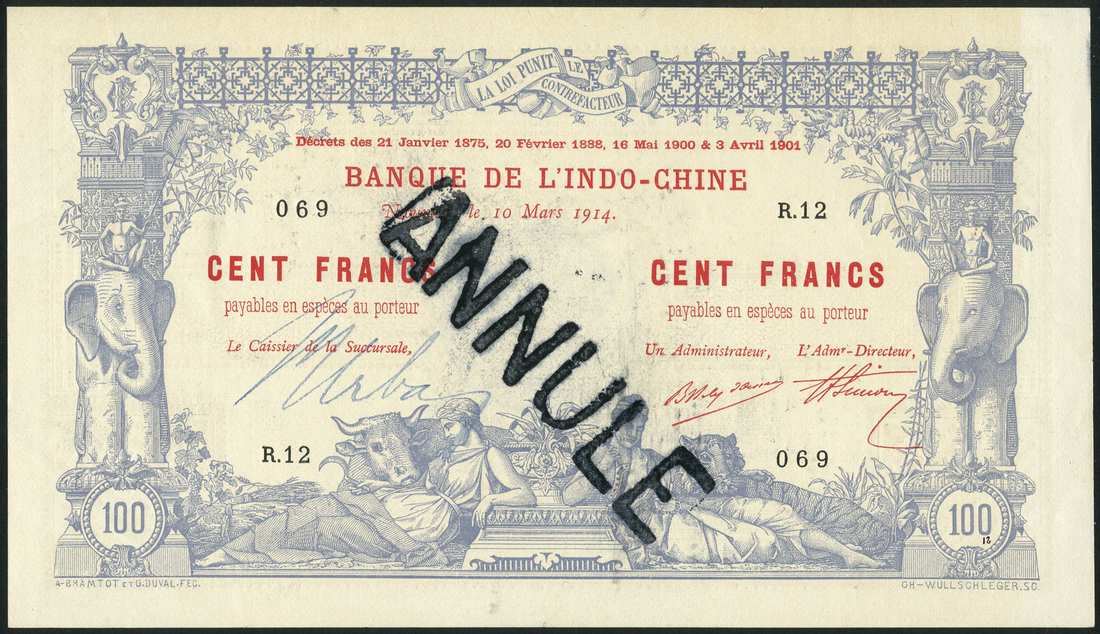 LA LOI PUNIT LE CONTREFACTEUR
Décrets des 21 Janvier 1875, 20 Février 1888, 16 Mai 1900 & 3 Avril 1901
BANQUE DE L'INDO-CHINE
069
le 10 Mars 1914.
R.12
ANNULÉ
CENT FRANCS
CENT FRANCS
payables en espèces au porteur
payables en espèces au porteur
Le Caissier de la Succursale,
Un Administrateur, L'Admr-Directeur,
R.12
069
100
100
12
A-BRAMTOT ET G.DUVAL.FEC.
CH-WULLSCHLEGER.SC.